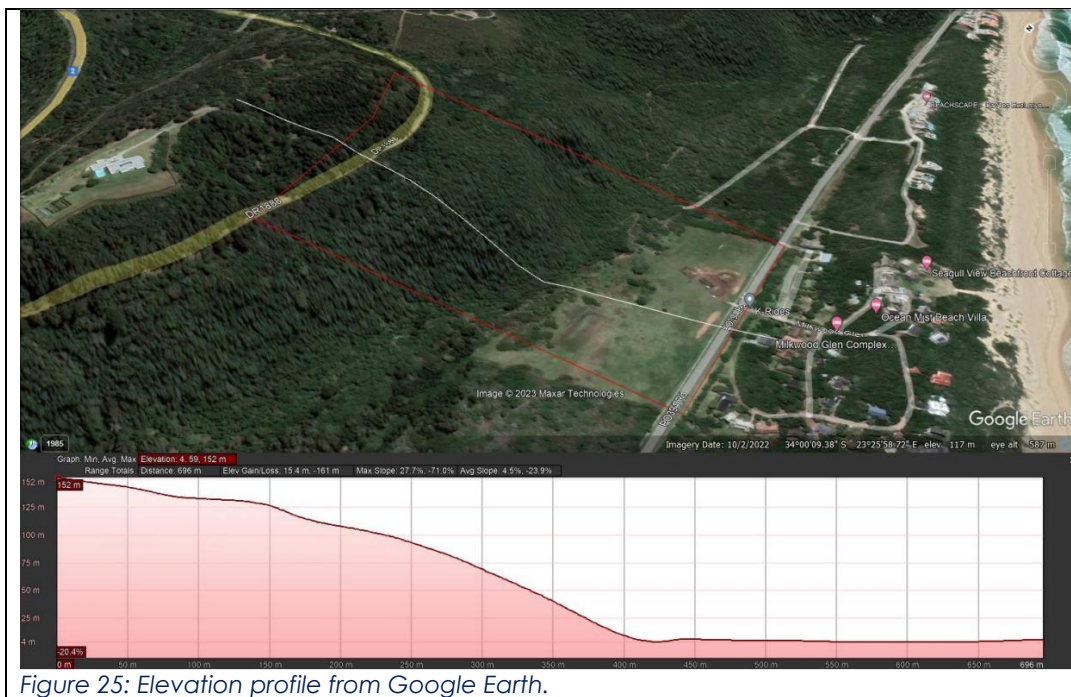 2
N
DR1888
DR1888
Seagull View Beachfront Cottage
K Rides
Ocean Mist Beach Villa
Milkwood Glen Complex...
Image © 2023 Maxar Technologies
Google Earth
1985
Imagery Date: 10/2/2022 34°00'09.38" S 23°25'58.72" E elev 117 m eye alt 587 m
Graph: Min, Avg, Max Elevation: 4, 59, 152 m
Range Totals: Distance: 696 m Elev Gain/Loss: 15.4 m, -161 m Max Slope: 27.7%, -71.0% Avg Slope: 4.5%, -23.9%
152 m
152 m
125 m
100 m
75 m
50 m
25 m
4 m
-20.4%
0 m 50 m 100 m 150 m 200 m 250 m 300 m 350 m 400 m 450 m 500 m 550 m 600 m 650 m 696 m
Figure 25: Elevation profile from Google Earth.